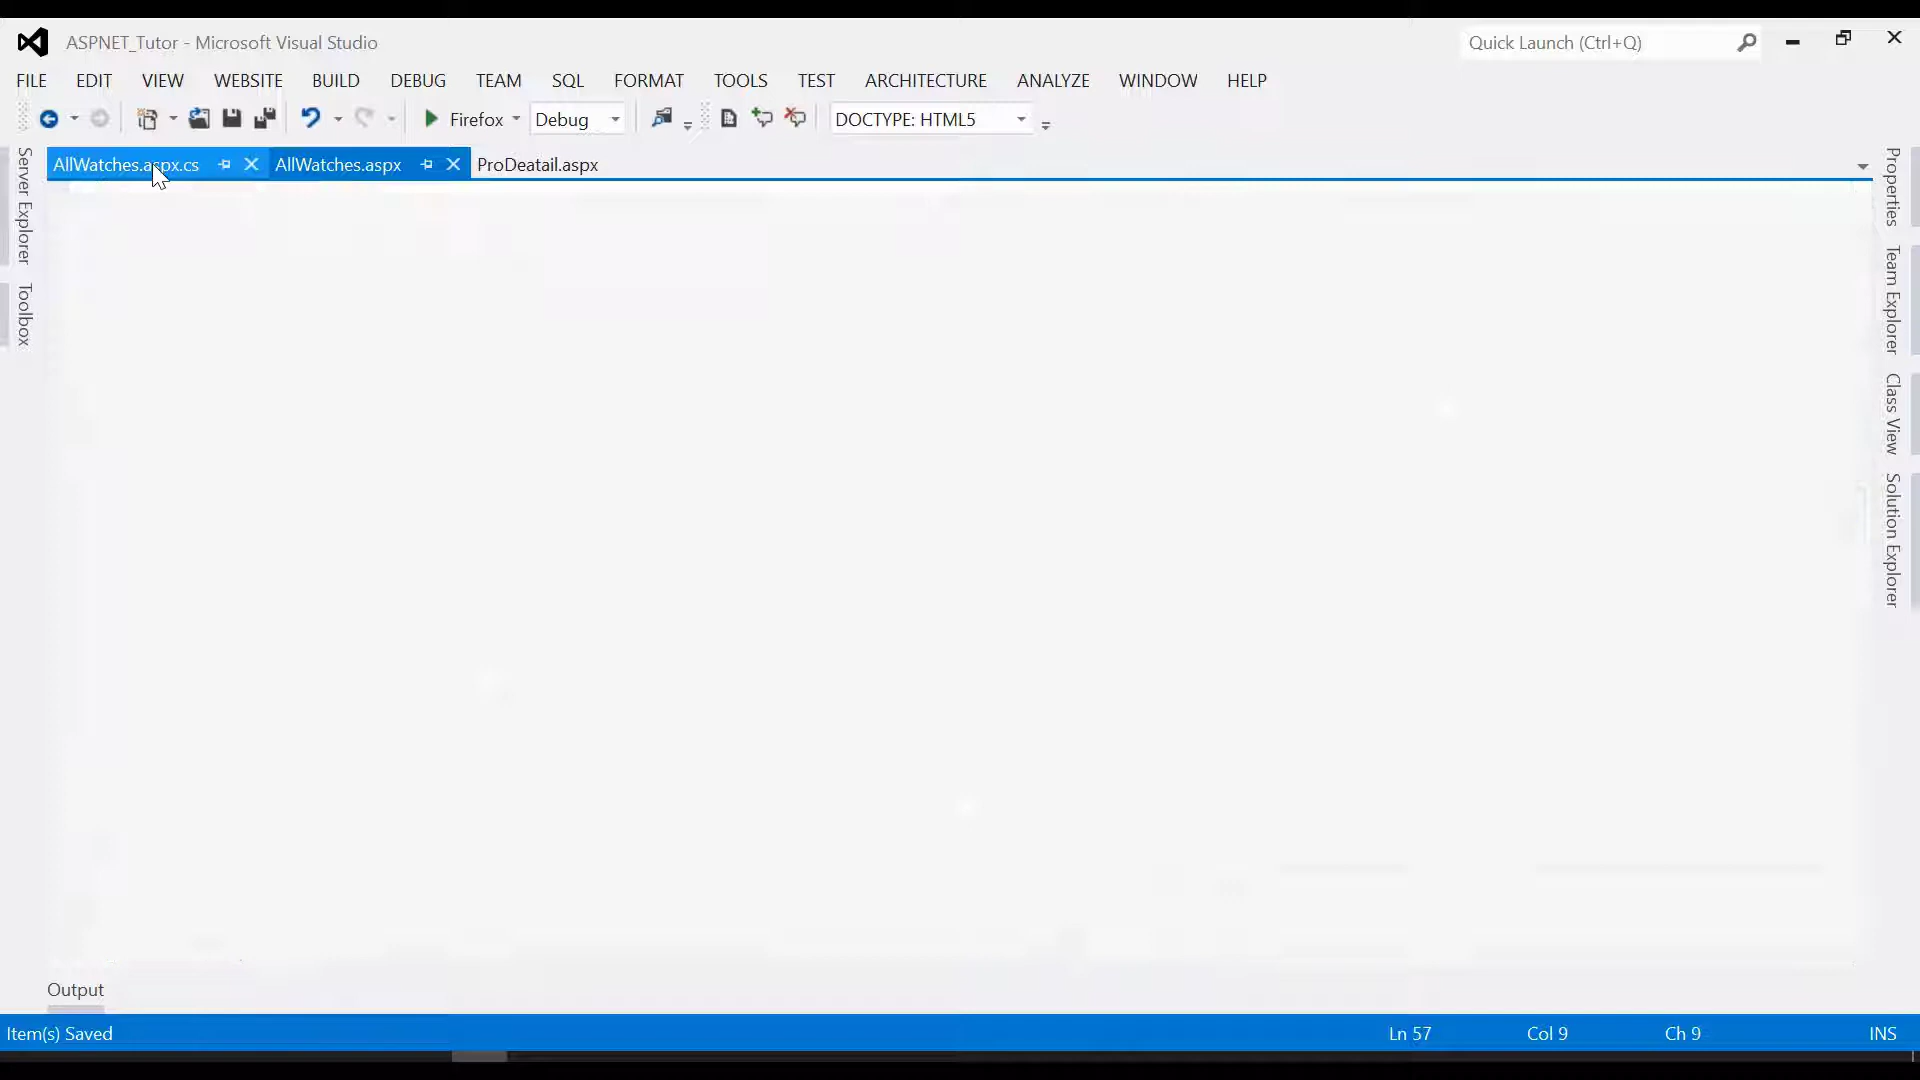 ASPNET_Tutor - Microsoft Visual Studio
Quick Launch (Ctrl+Q)
FILE EDIT VIEW WEBSITE BUILD DEBUG TEAM SQL FORMAT TOOLS TEST ARCHITECTURE ANALYZE WINDOW HELP
Firefox Debug DOCTYPE: HTML5
AllWatches.aspx.cs AllWatches.aspx ProDeatail.aspx
Server Explorer
Toolbox
Properties
Team Explorer
Class View
Solution Explorer
Output
Item(s) Saved Ln 57 Col 9 Ch 9 INS